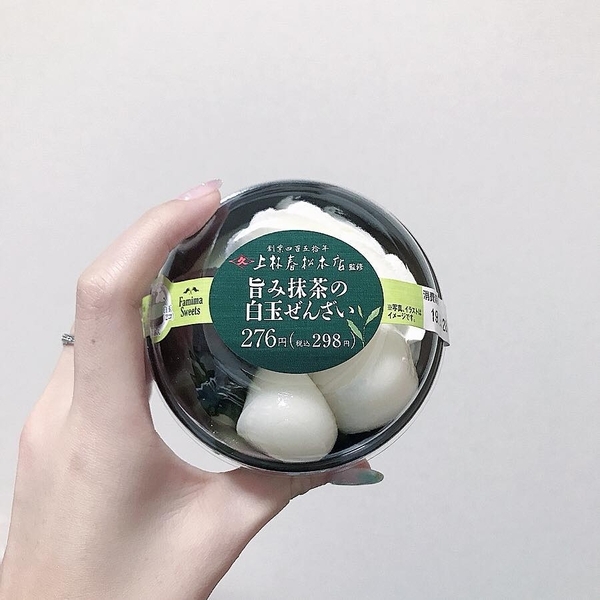 創業四百五拾年
上林春松本店 監修
旨み抹茶の
白玉ぜんざい
276円(税込298円)
Famima
Sweets
※写真、イラストは
イメージです。
消費期